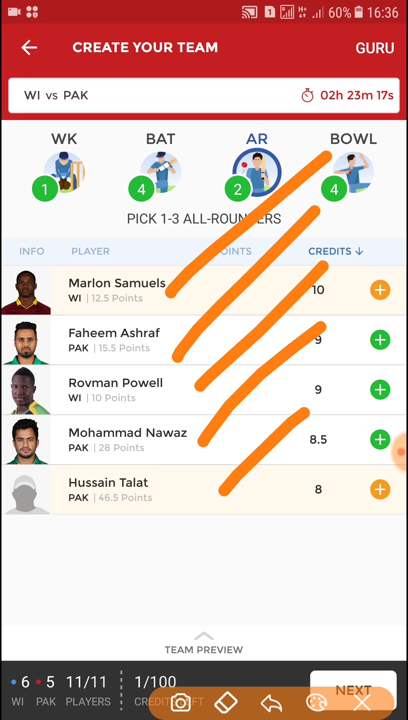 60% 16:36
CREATE YOUR TEAM GURU
WI vs PAK 02h 23m 17s
WK BAT AR BOWL
1 4 2 4
PICK 1-3 ALL-ROUNDERS
INFO PLAYER POINTS CREDITS ↓
Marlon Samuels 10 +
WI | 12.5 Points
Faheem Ashraf 9 +
PAK | 15.5 Points
Rovman Powell 9 +
WI | 10 Points
Mohammad Nawaz 8.5 +
PAK | 28 Points
Hussain Talat 8 +
PAK | 46.5 Points
TEAM PREVIEW
6 5 11/11 1/100 NEXT
WI PAK PLAYERS